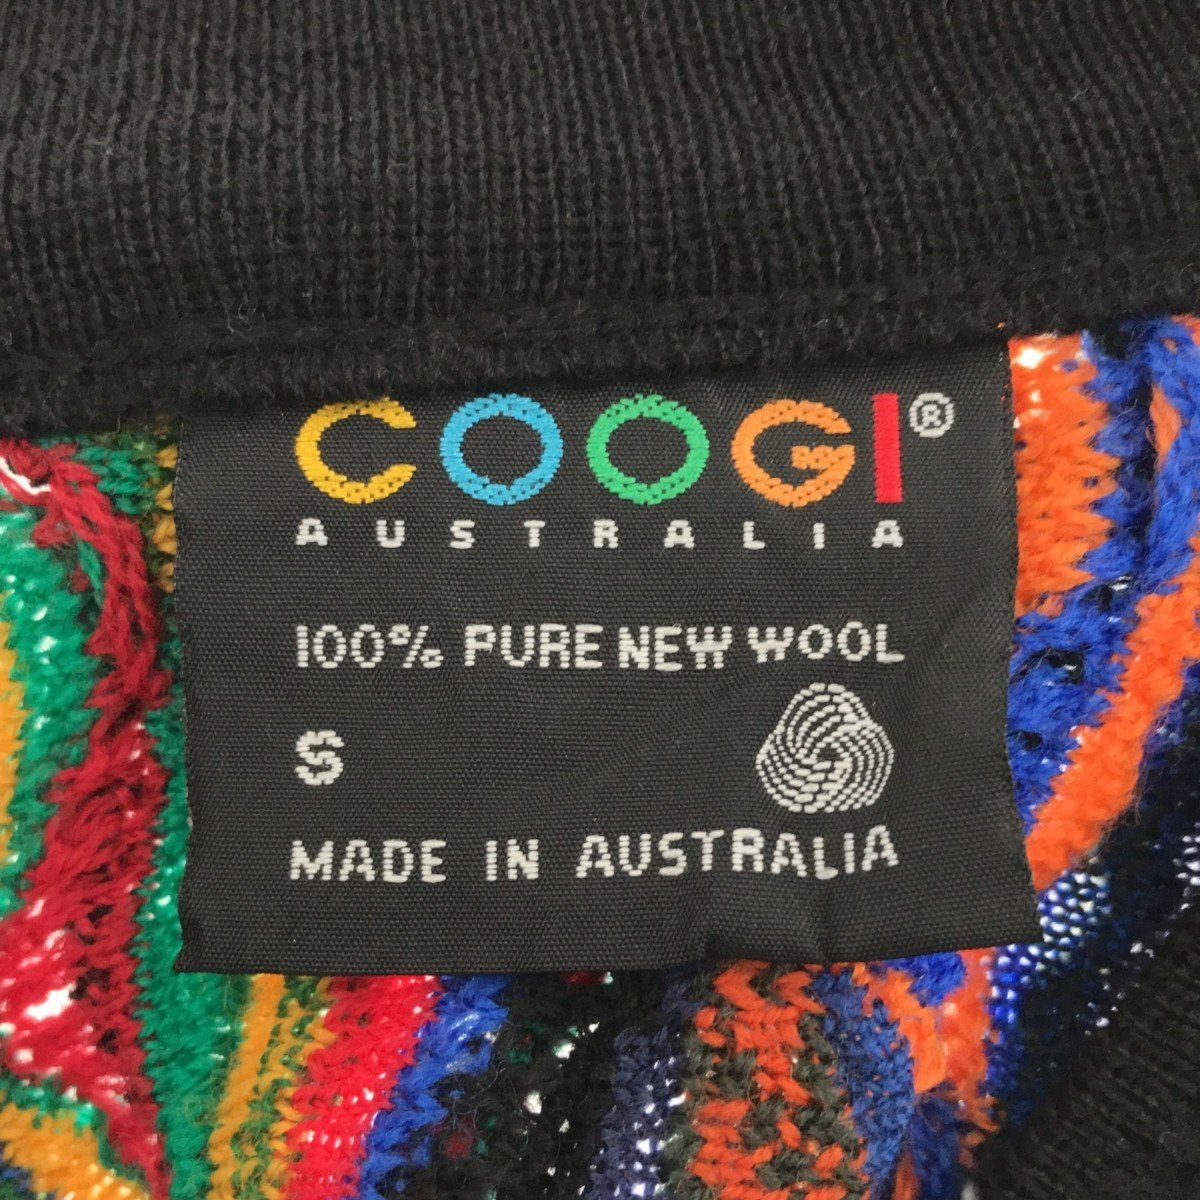 COOGI®
AUSTRALIA
100% PURE NEW WOOL
S
MADE IN AUSTRALIA